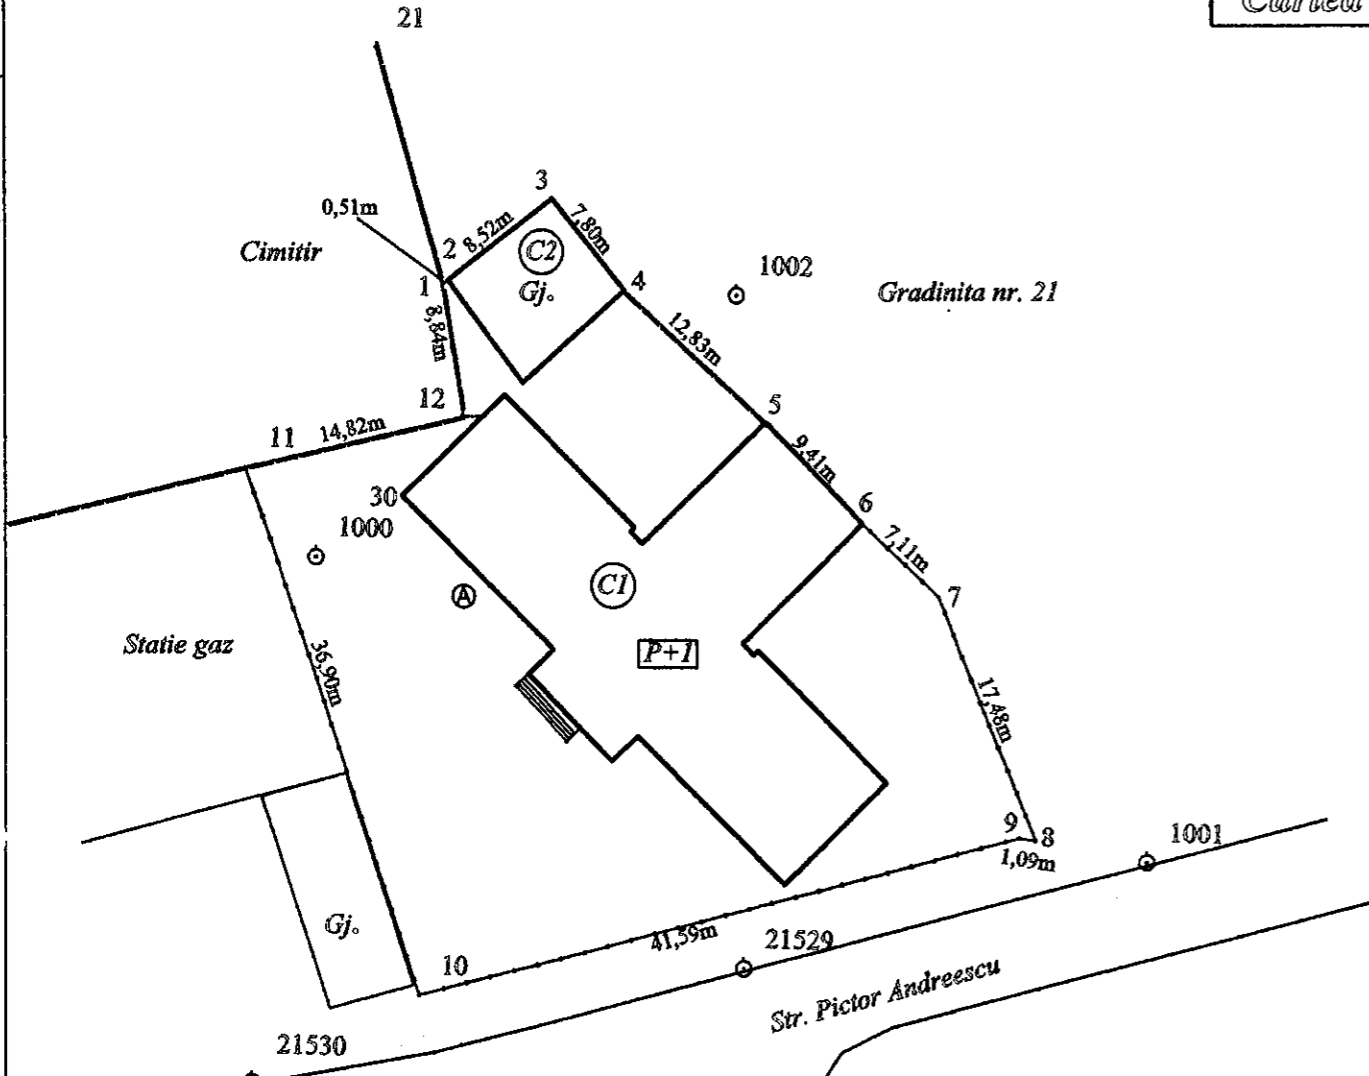 21
3
0,51m
8,52m
7,80m
Cimitir
2
C2
1002
1
Gj.
4
Gradinita nr. 21
8,84m
12,83m
12
5
11
14,82m
9,41m
30
6
1000
7,11m
C1
7
A
Statie gaz
P+1
36,90m
17,48m
9
8
1001
1,09m
Gj.
41,59m
21529
10
Str. Pictor Andreescu
21530